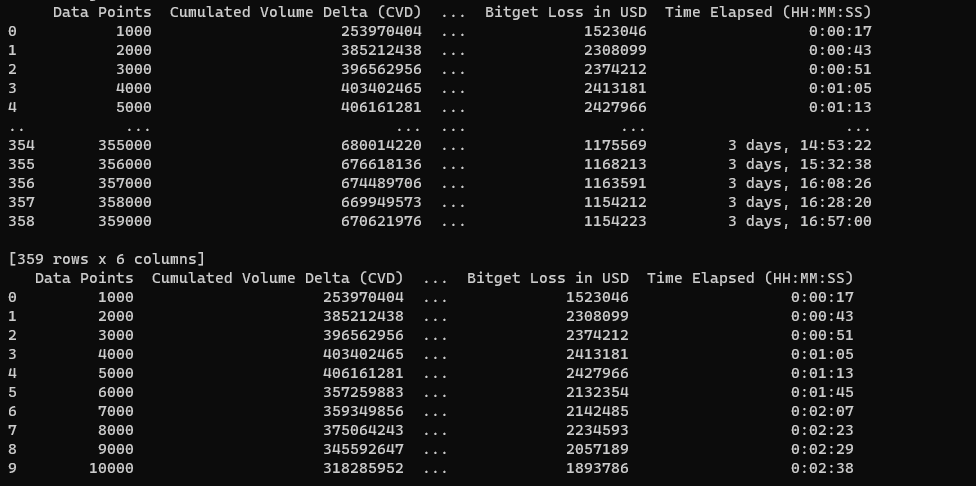 Data Points  Cumulated Volume Delta (CVD)  ...  Bitget Loss in USD  Time Elapsed (HH:MM:SS)
0  1000  253970404  ...  1523046  0:00:17
1  2000  385212438  ...  2308099  0:00:43
2  3000  396562956  ...  2374212  0:00:51
3  4000  403402465  ...  2413181  0:01:05
4  5000  406161281  ...  2427966  0:01:13
..  ...  ...  ...  ...  ...
354  355000  680014220  ...  1175569  3 days, 14:53:22
355  356000  676618136  ...  1168213  3 days, 15:32:38
356  357000  674489706  ...  1163591  3 days, 16:08:26
357  358000  669949573  ...  1154212  3 days, 16:28:20
358  359000  670621976  ...  1154223  3 days, 16:57:00
[359 rows x 6 columns]
Data Points  Cumulated Volume Delta (CVD)  ...  Bitget Loss in USD  Time Elapsed (HH:MM:SS)
0  1000  253970404  ...  1523046  0:00:17
1  2000  385212438  ...  2308099  0:00:43
2  3000  396562956  ...  2374212  0:00:51
3  4000  403402465  ...  2413181  0:01:05
4  5000  406161281  ...  2427966  0:01:13
5  6000  357259883  ...  2132354  0:01:45
6  7000  359349856  ...  2142485  0:02:07
7  8000  375064243  ...  2234593  0:02:23
8  9000  345592647  ...  2057189  0:02:29
9  10000  318285952  ...  1893786  0:02:38